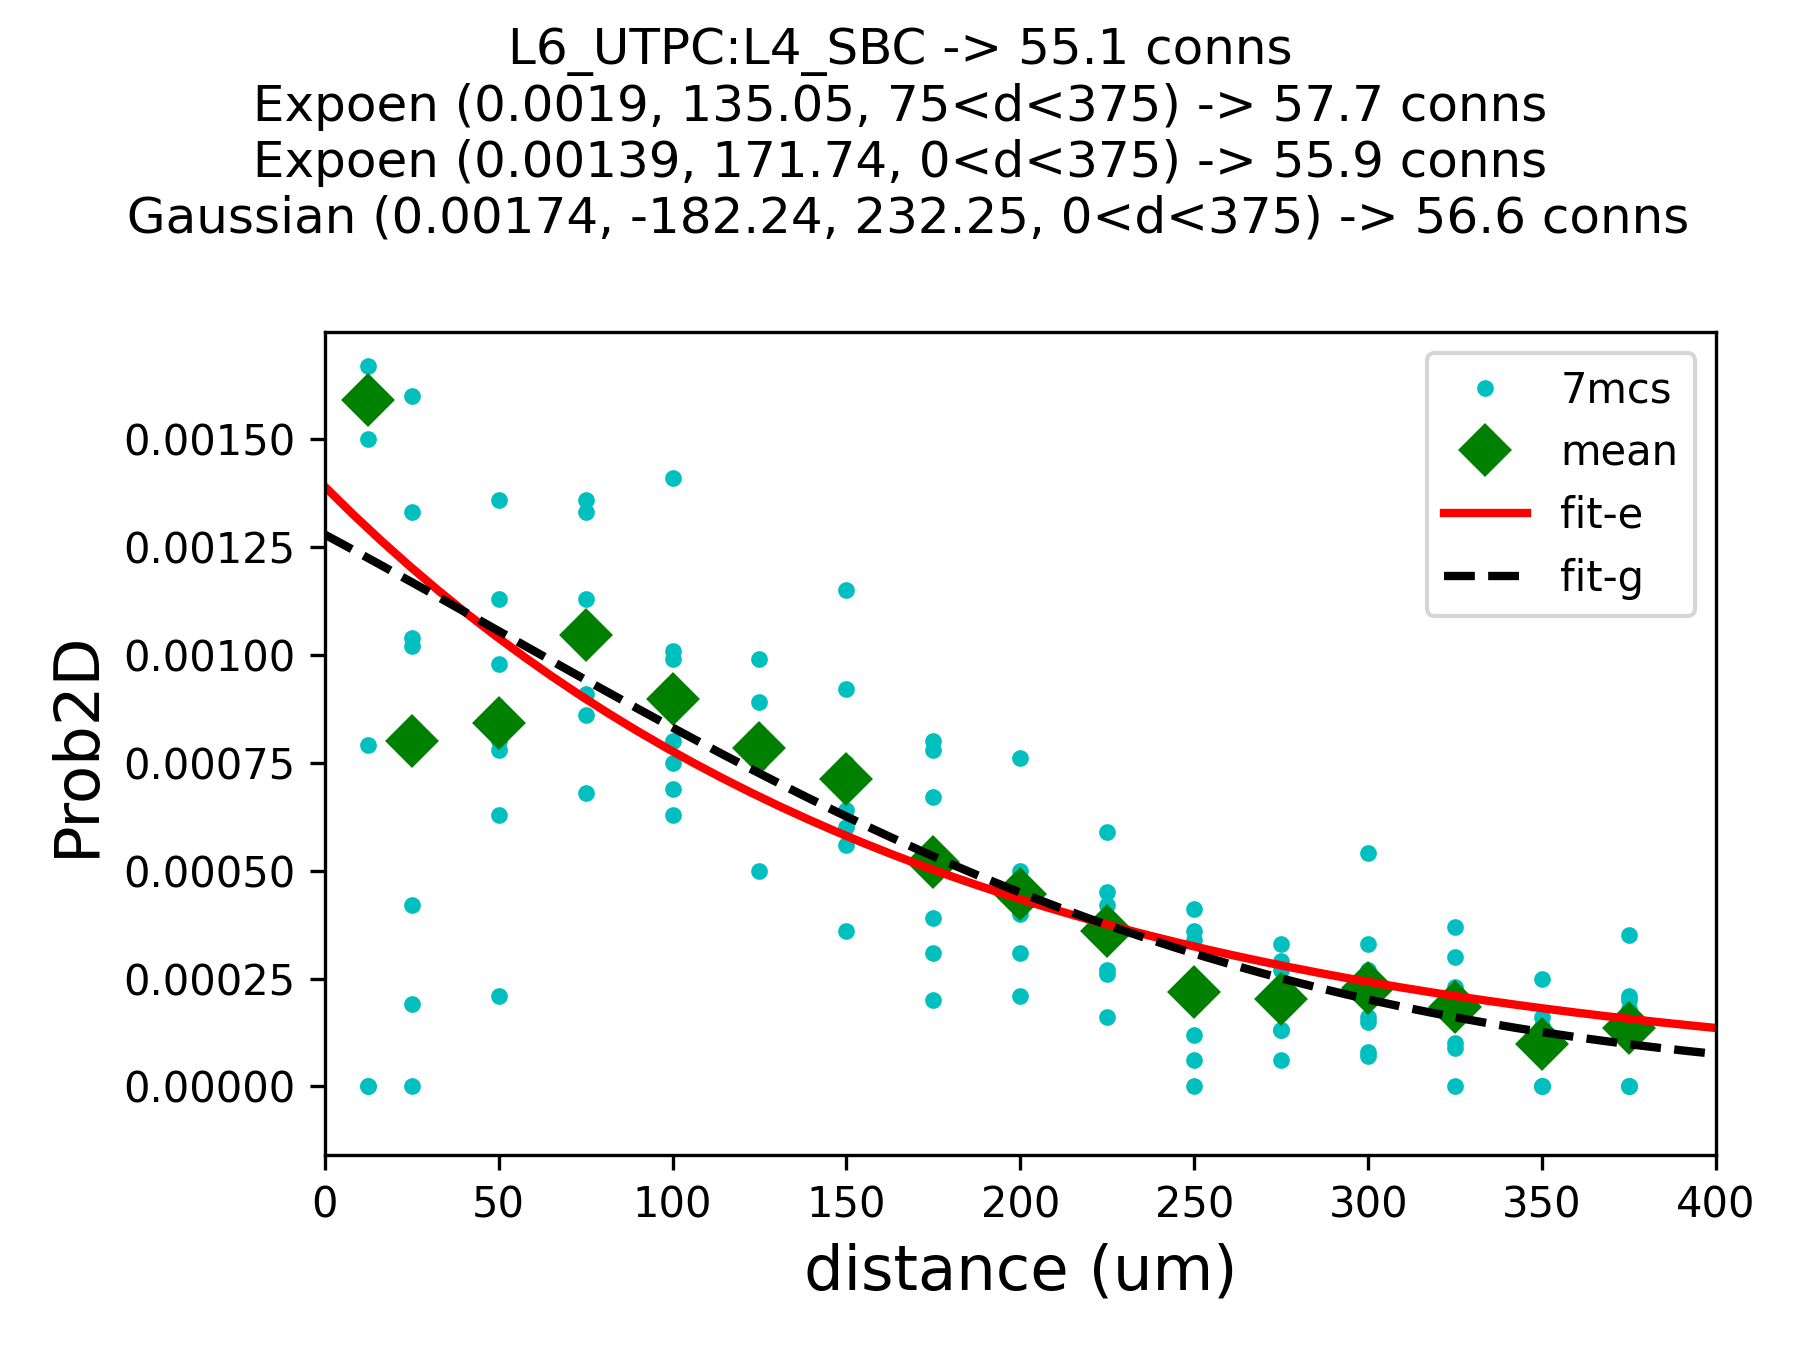 L6_UTPC:L4_SBC -> 55.1 conns
Expoen (0.0019, 135.05, 75<d<375) -> 57.7 conns
Expoen (0.00139, 171.74, 0<d<375) -> 55.9 conns
Gaussian (0.00174, -182.24, 232.25, 0<d<375) -> 56.6 conns
7mcs
mean
fit-e
fit-g
Prob2D
0.00150
0.00125
0.00100
0.00075
0.00050
0.00025
0.00000
0 50 100 150 200 250 300 350 400
distance (um)